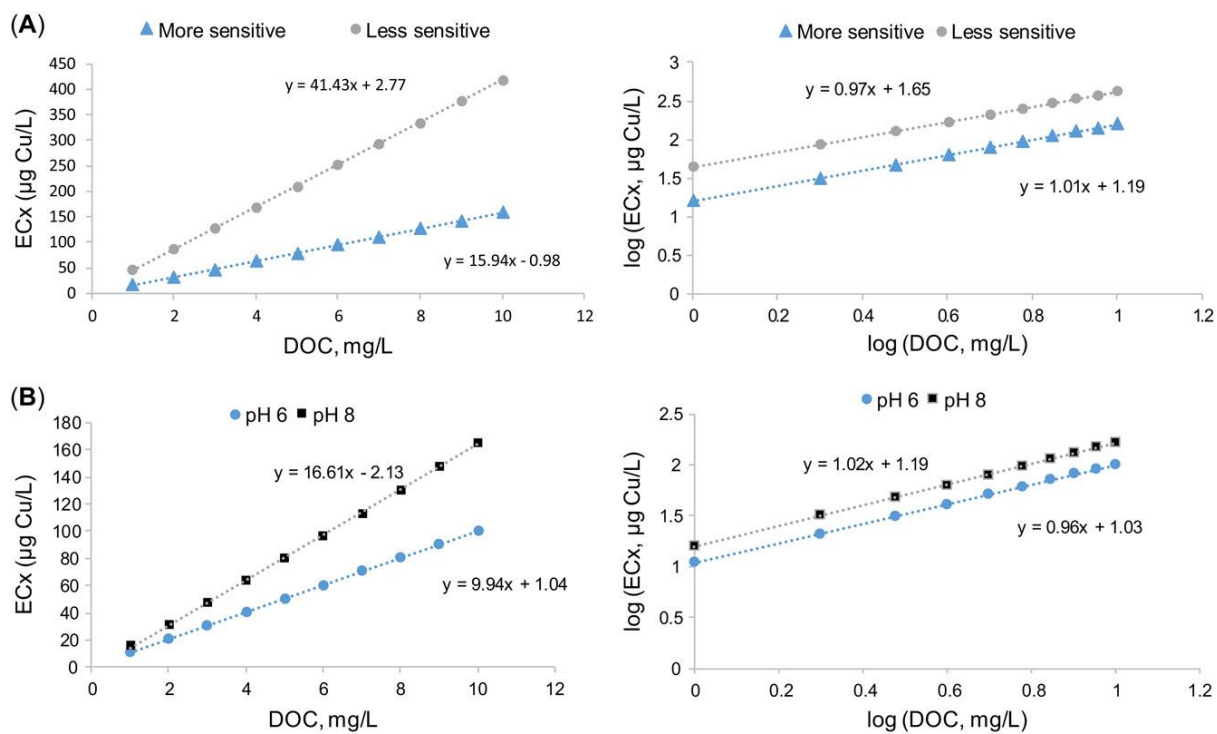 (A)
More sensitive Less sensitive
ECx (µg Cu/L)
450
400
350
300
250
200
150
100
50
0
y = 41.43x + 2.77
y = 15.94x - 0.98
0 2 4 6 8 10 12
DOC, mg/L
More sensitive Less sensitive
log (ECx, µg Cu/L)
3
2.5
2
1.5
1
0.5
0
y = 0.97x + 1.65
y = 1.01x + 1.19
0 0.2 0.4 0.6 0.8 1 1.2
log (DOC, mg/L)
(B)
pH 6 pH 8
ECx (µg Cu/L)
180
160
140
120
100
80
60
40
20
0
y = 16.61x - 2.13
y = 9.94x + 1.04
0 2 4 6 8 10 12
DOC, mg/L
pH 6 pH 8
log (ECx, µg Cu/L)
2.5
2
1.5
1
0.5
0
y = 1.02x + 1.19
y = 0.96x + 1.03
0 0.2 0.4 0.6 0.8 1 1.2
log (DOC, mg/L)